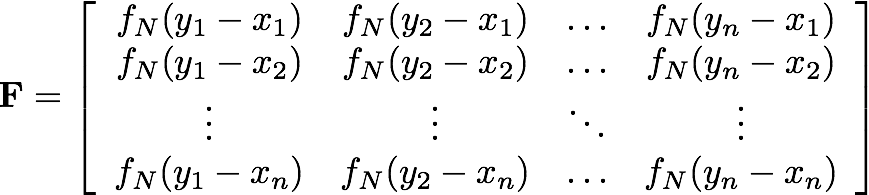 f_N(y_1 − x_1) f_N(y_2 − x_1) … f_N(y_n − x_1)
f_N(y_1 − x_2) f_N(y_2 − x_2) … f_N(y_n − x_2)
F = ⋮ ⋮ ⋱ ⋮
f_N(y_1 − x_n) f_N(y_2 − x_n) … f_N(y_n − x_n)